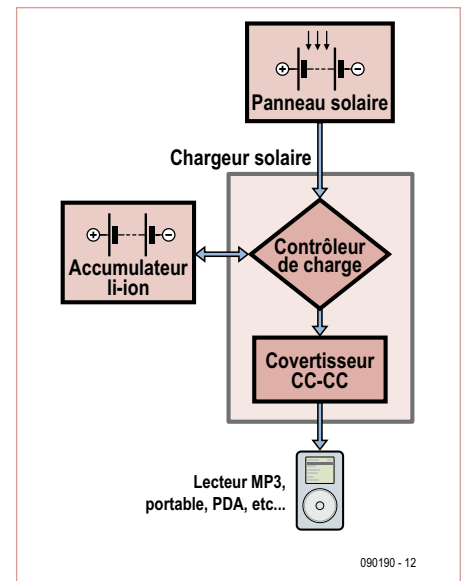 Panneau solaire
Chargeur solaire
Contrôleur
de charge
Accumulateur
li-ion
Covertisseur
CC-CC
Lecteur MP3,
portable, PDA, etc...
090190 - 12